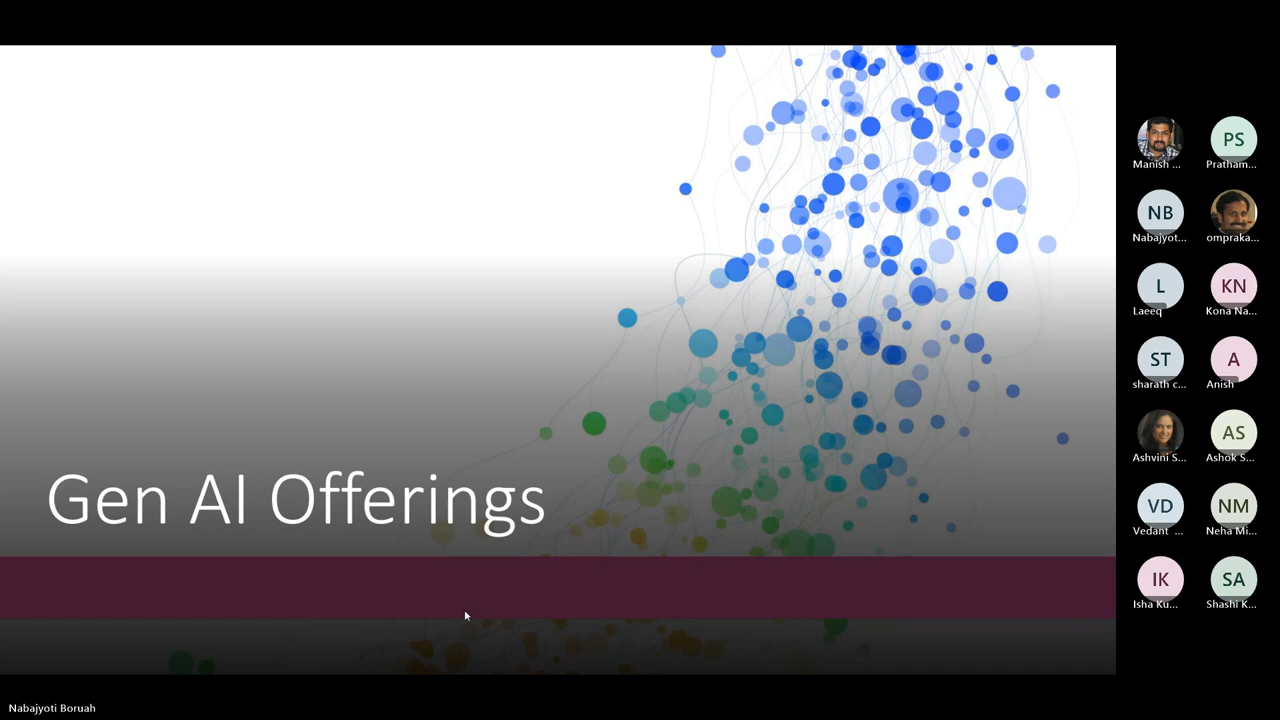 Gen AI Offerings
Manish ...
PS
Pratham...
NB
Nabajyot...
ompraka...
L
Laeeq
KN
Kona Na...
ST
sharath c...
A
Anish
Ashvini S...
AS
Ashok S...
VD
Vedant ...
NM
Neha Mi...
IK
Isha Ku...
SA
Shashi K...
Nabajyoti Boruah